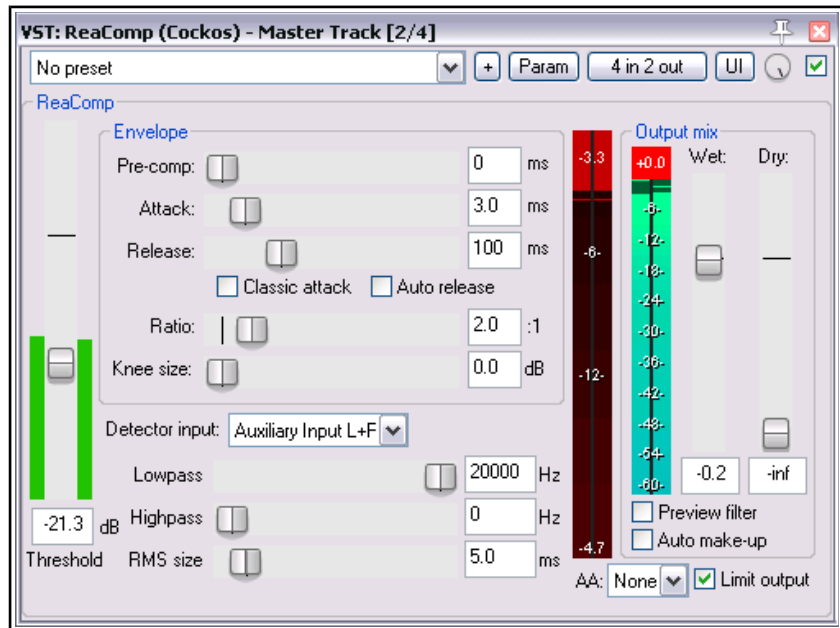 VST: ReaComp (Cockos) - Master Track [2/4]
No preset + Param 4 in 2 out UI
ReaComp
Envelope
Pre-comp: 0 ms
Attack: 3.0 ms
Release: 100 ms
Classic attack Auto release
Ratio: 2.0 :1
Knee size: 0.0 dB
Detector input: Auxiliary Input L+F
Lowpass 20000 Hz
Highpass 0 Hz
RMS size 5.0 ms
-21.3 dB
Threshold
-3.3
-6-
-12-
-4.7
Output mix
Wet: Dry:
+0.0
-6-
-12-
-18-
-24-
-30-
-36-
-42-
-48-
-54-
-60-
-0.2 -inf
Preview filter
Auto make-up
AA: None Limit output